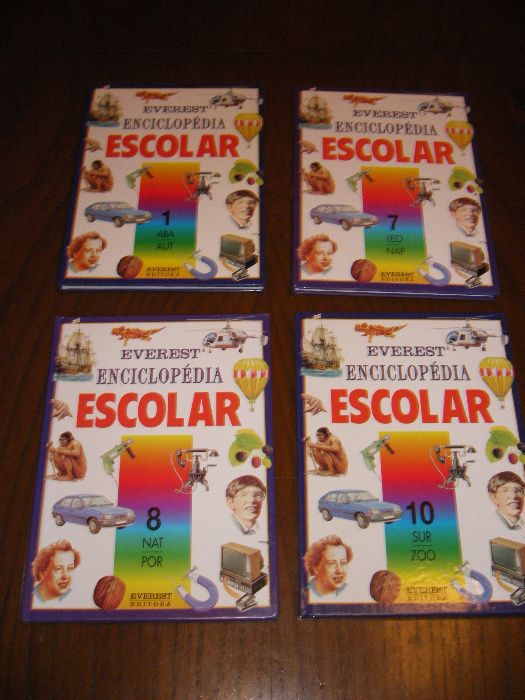 EVEREST
ENCICLOPÉDIA
ESCOLAR
1
ABA
AUT
EVEREST
EDITORA
EVEREST
ENCICLOPÉDIA
ESCOLAR
7
LEO
NAP
EVEREST
EDITORA
EVEREST
ENCICLOPÉDIA
ESCOLAR
8
NAT
POR
EVEREST
EDITORA
EVEREST
ENCICLOPÉDIA
ESCOLAR
10
SUR
ZOO
EVEREST
EDITORA